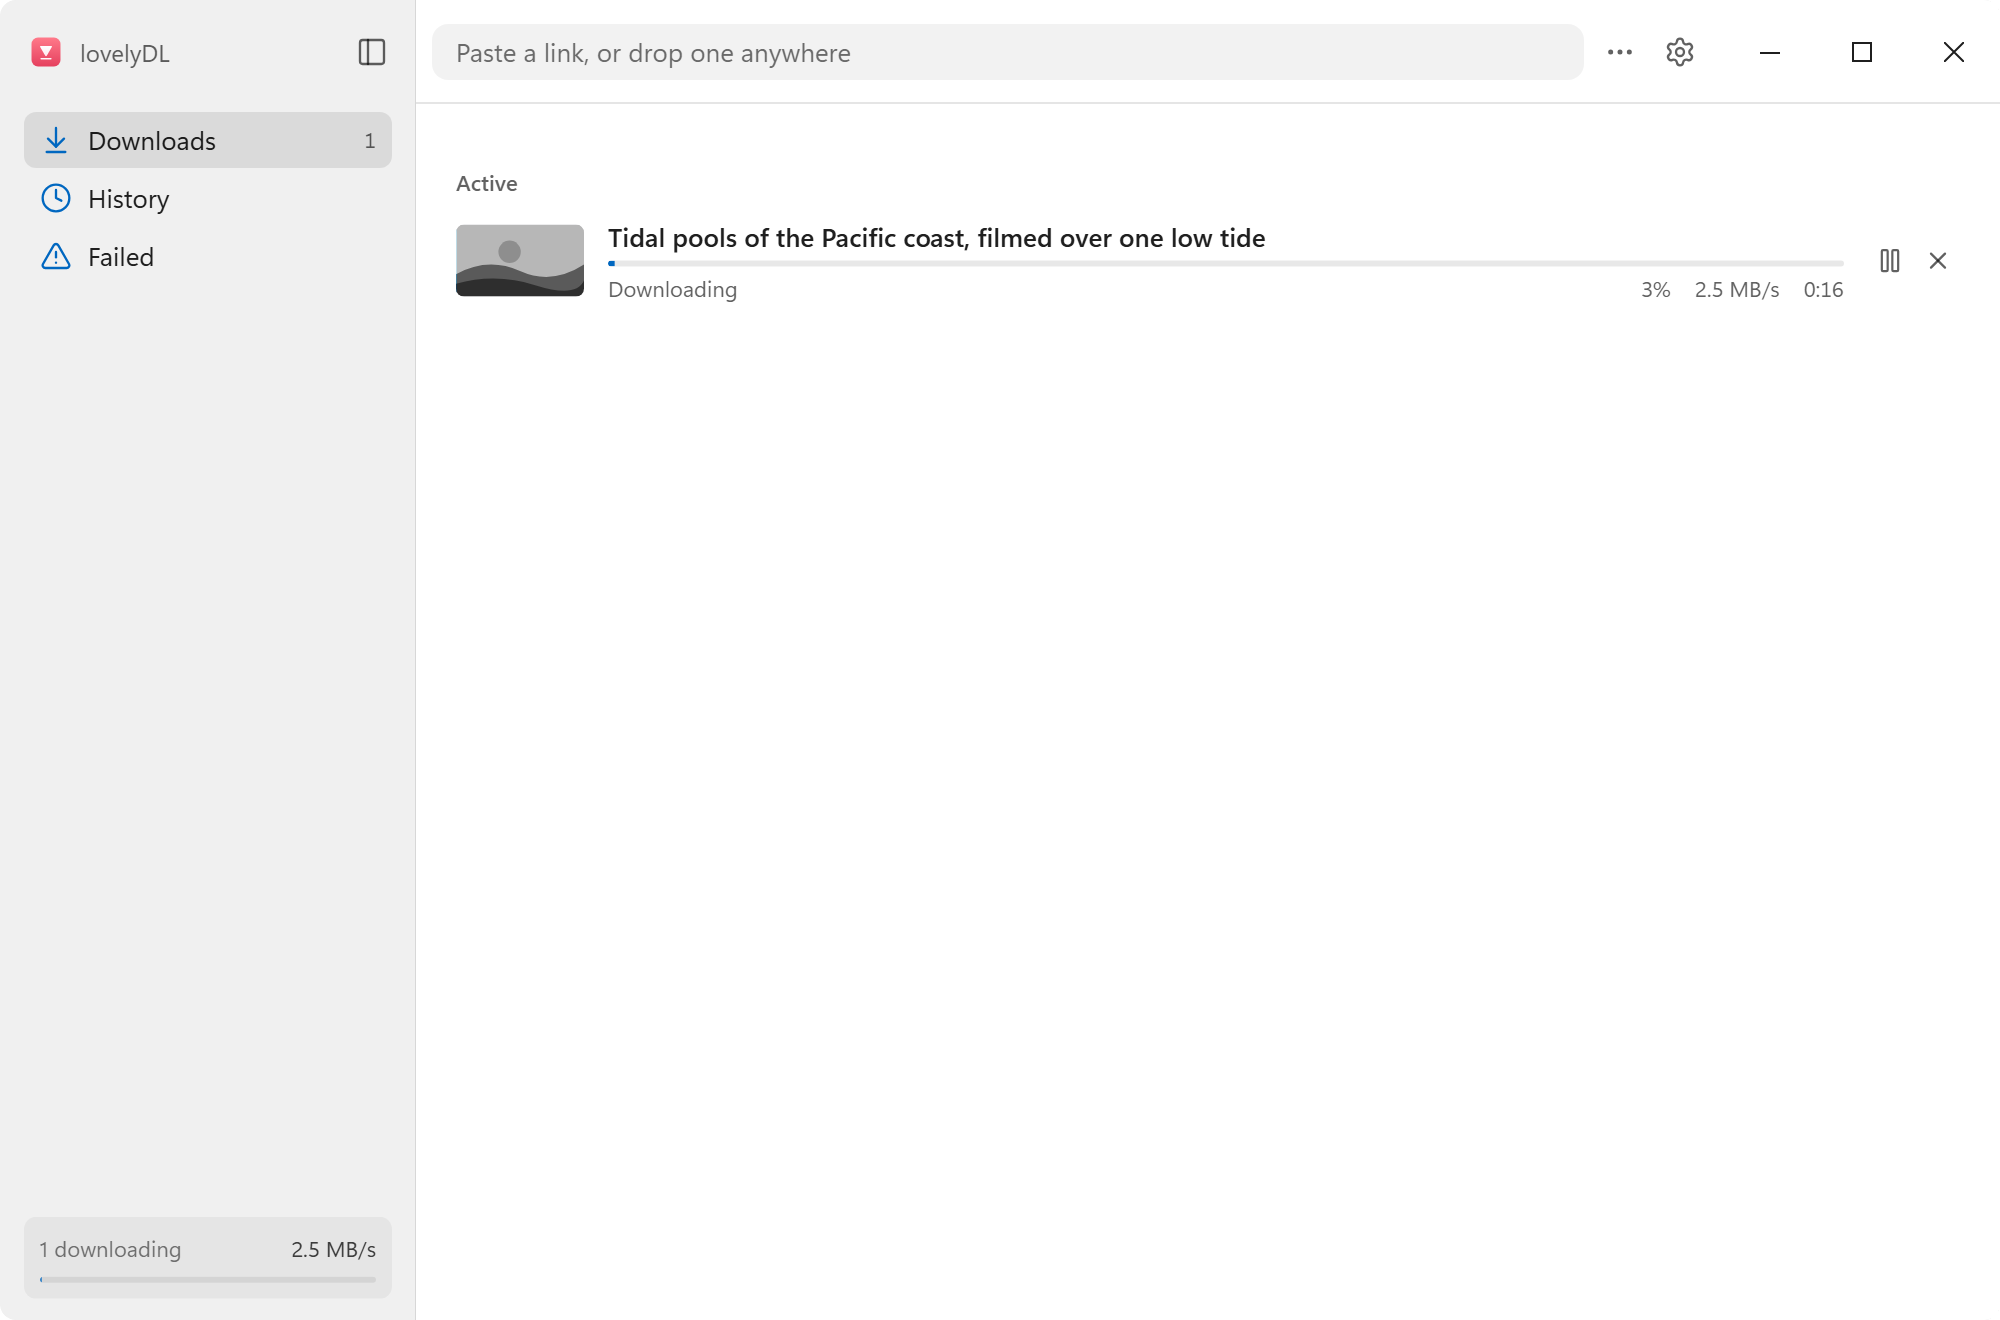 lovelyDL
Paste a link, or drop one anywhere
Downloads 1
History
Failed
Active
Tidal pools of the Pacific coast, filmed over one low tide
Downloading 3% 2.5 MB/s 0:16
1 downloading 2.5 MB/s